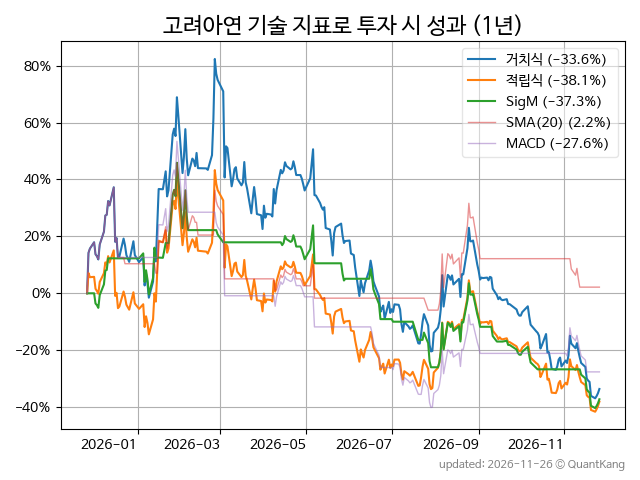 고려아연 기술 지표로 투자 시 성과 (1년)
80%
60%
40%
20%
0%
−20%
−40%
거치식 (−33.6%)
적립식 (−38.1%)
SigM (−37.3%)
SMA(20) (2.2%)
MACD (−27.6%)
2026-01
2026-03
2026-05
2026-07
2026-09
2026-11
updated: 2026-11-26 © QuantKang